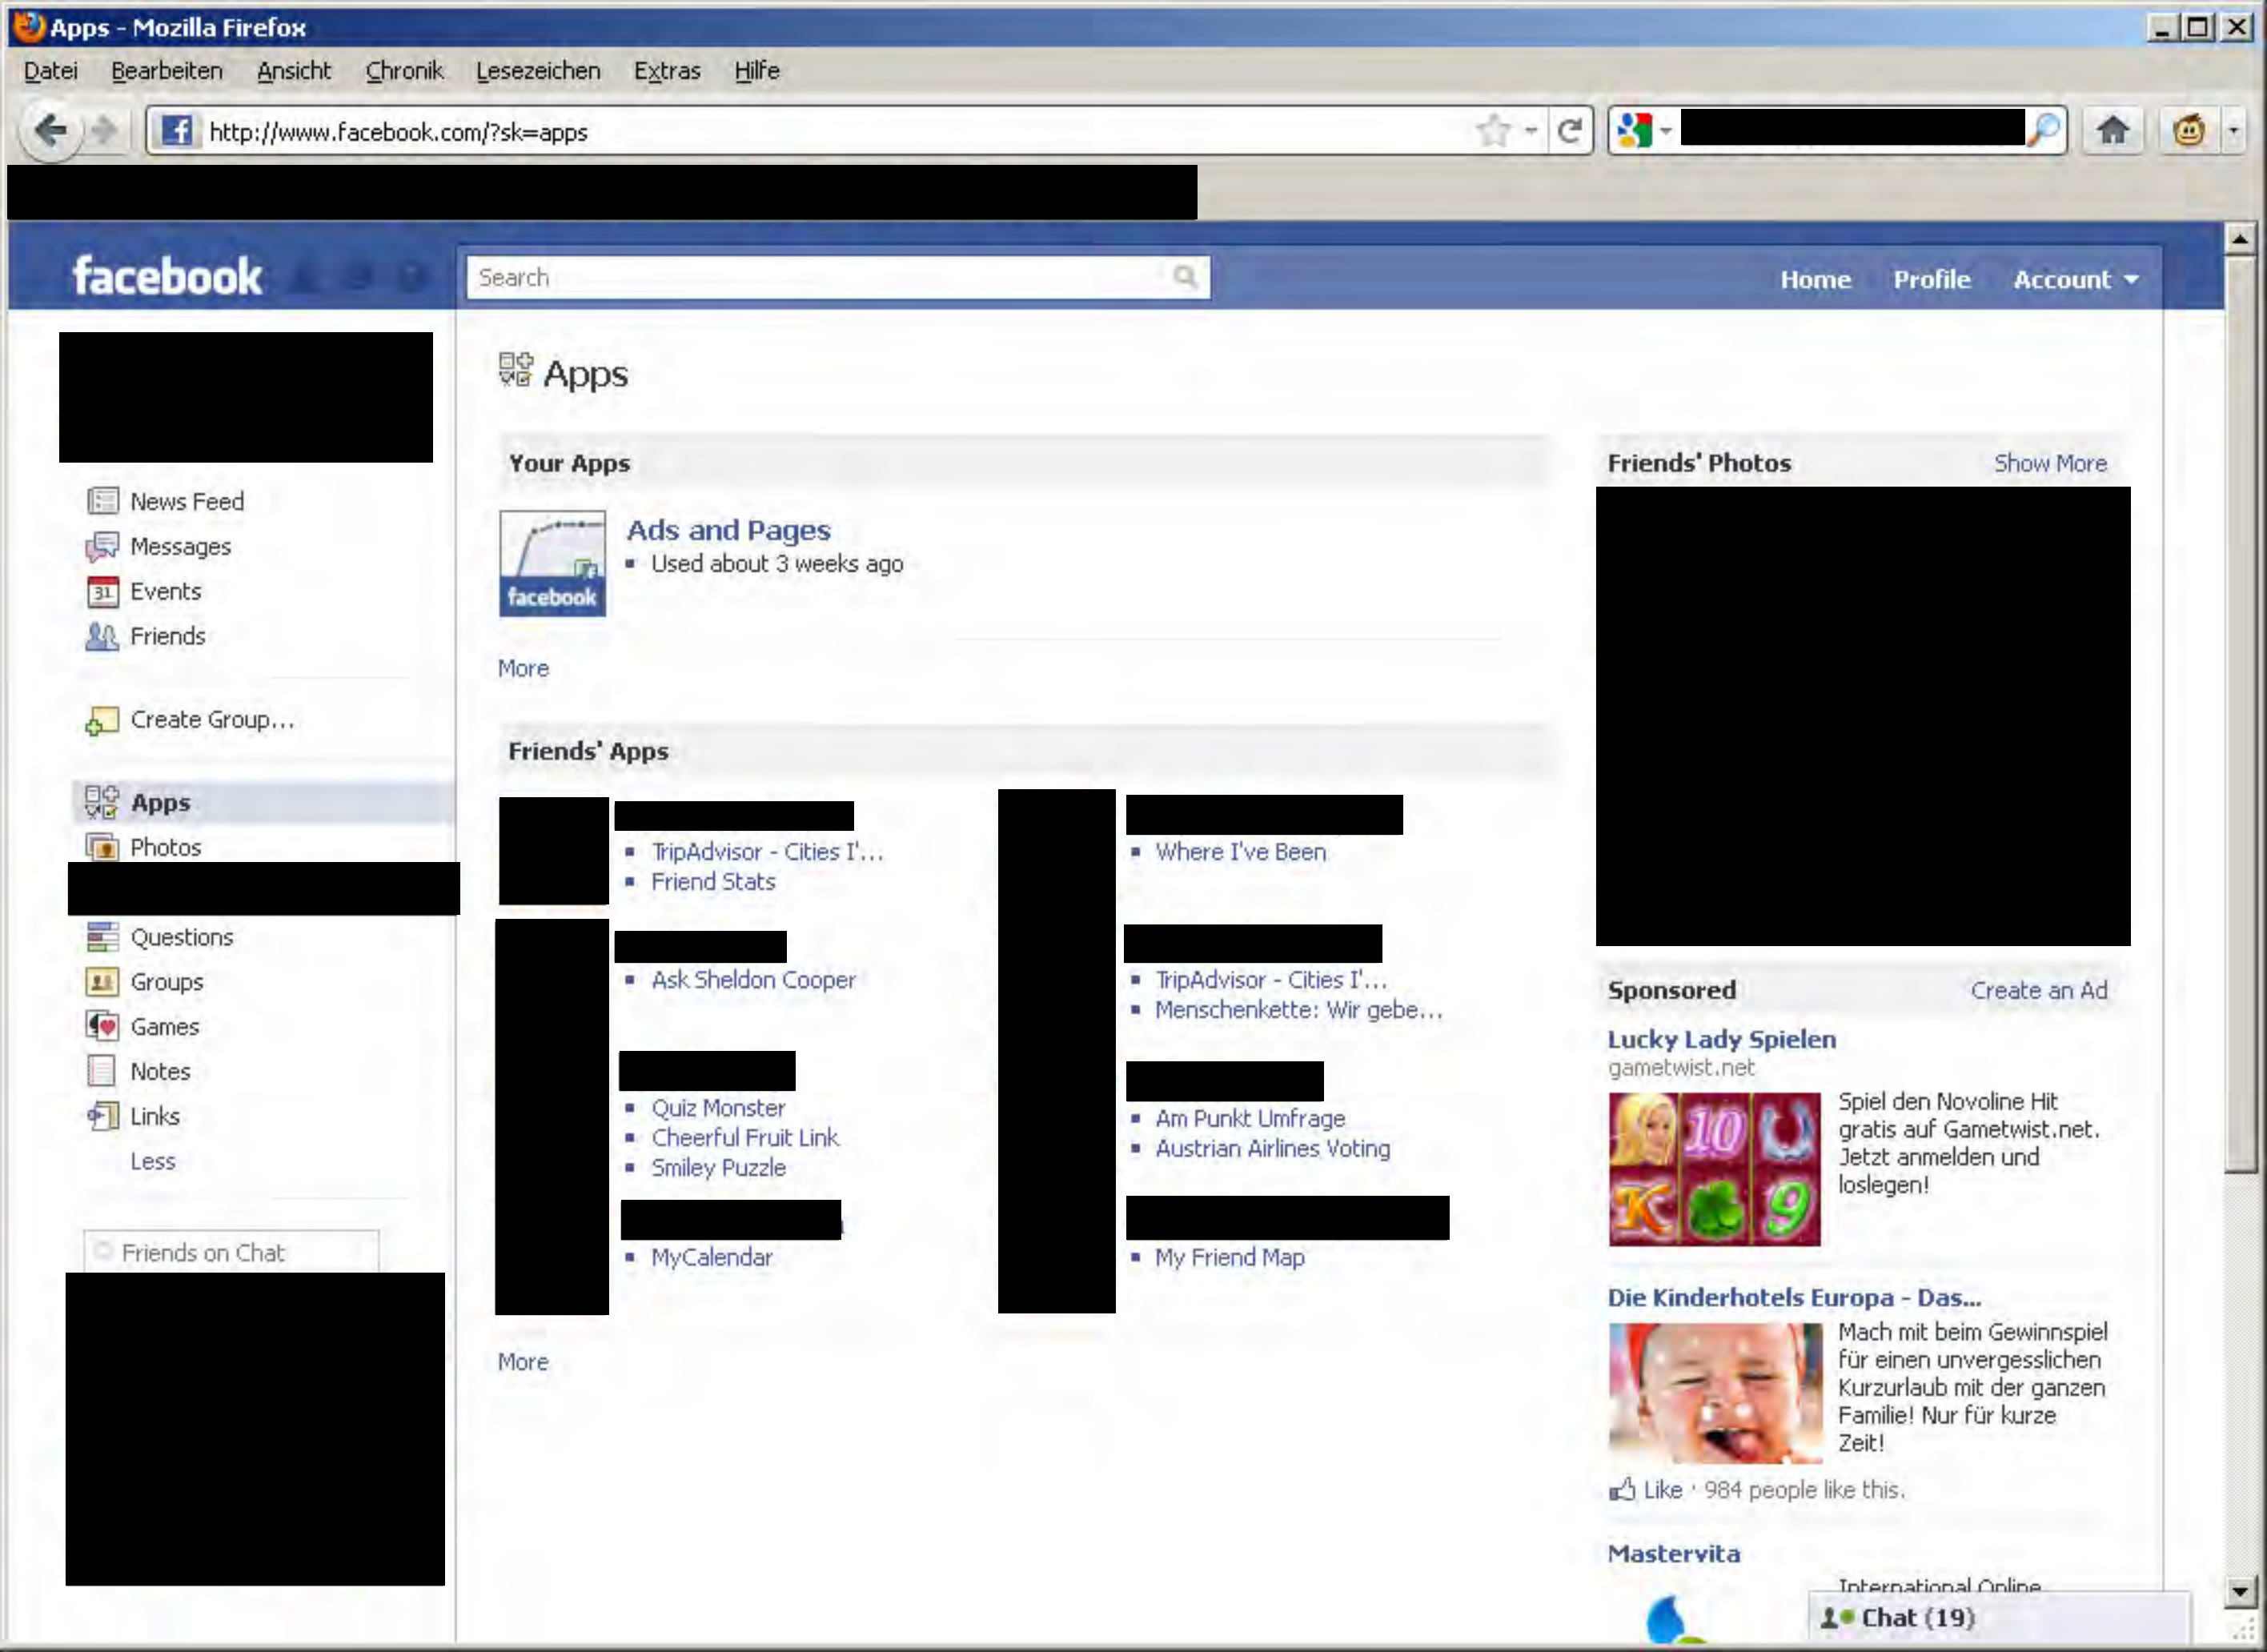 Apps - Mozilla Firefox
Datei Bearbeiten Ansicht Chronik Lesezeichen Extras Hilfe
http://www.facebook.com/?sk=apps
facebook
Search
Home Profile Account
News Feed
Messages
31 Events
Friends
Create Group...
Apps
Photos
Questions
Groups
Games
Notes
Links
Less
Friends on Chat
Apps
Your Apps
facebook
Ads and Pages
Used about 3 weeks ago
More
Friends' Apps
TripAdvisor - Cities I'...
Friend Stats
Where I've Been
Ask Sheldon Cooper
TripAdvisor - Cities I'...
Menschenkette: Wir gebe...
Quiz Monster
Cheerful Fruit Link
Smiley Puzzle
Am Punkt Umfrage
Austrian Airlines Voting
MyCalendar
My Friend Map
More
Friends' Photos Show More
Sponsored Create an Ad
Lucky Lady Spielen
gametwist.net
10
K 9
Spiel den Novoline Hit
gratis auf Gametwist.net.
Jetzt anmelden und
loslegen!
Die Kinderhotels Europa - Das...
Mach mit beim Gewinnspiel
für einen unvergesslichen
Kurzurlaub mit der ganzen
Familie! Nur für kurze
Zeit!
Like · 984 people like this.
Mastervita
International Online
Chat (19)